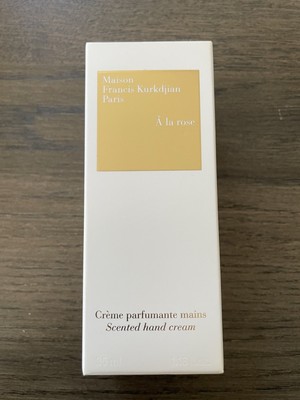 Maison
Francis Kurkdjian
Paris
À la rose
Crème parfumante mains
Scented hand cream